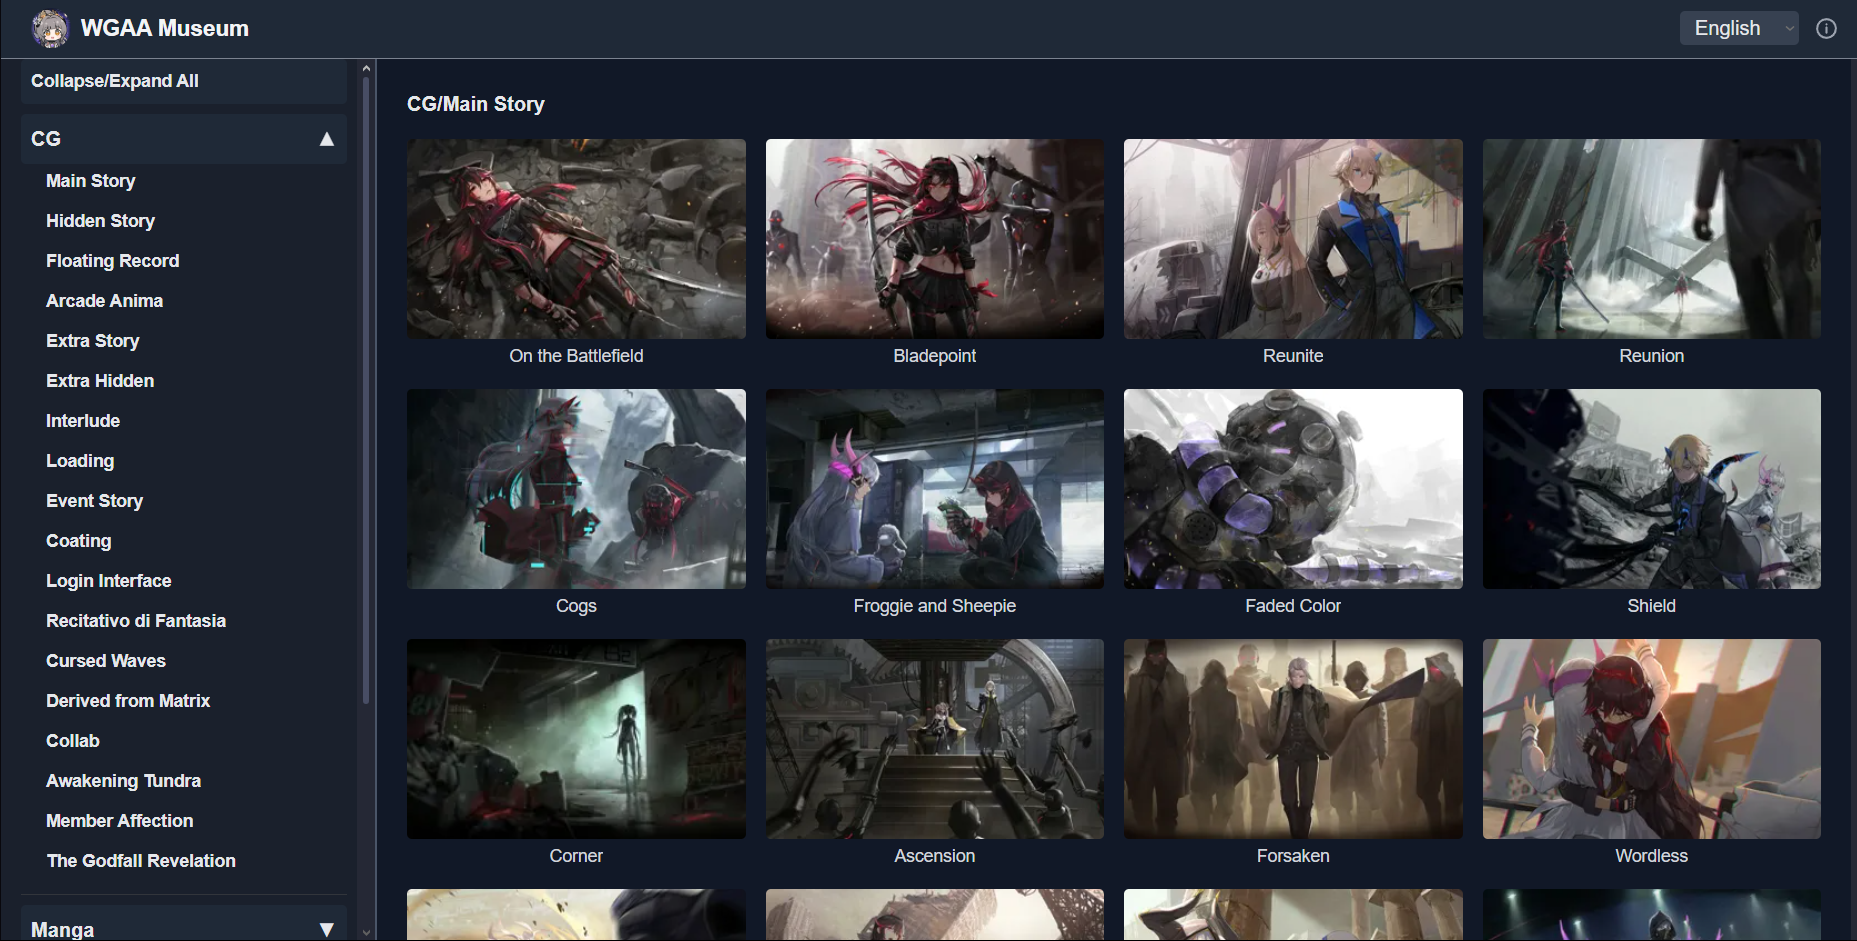 WGAA Museum
English
Collapse/Expand All
CG
Main Story
Hidden Story
Floating Record
Arcade Anima
Extra Story
Extra Hidden
Interlude
Loading
Event Story
Coating
Login Interface
Recitativo di Fantasia
Cursed Waves
Derived from Matrix
Collab
Awakening Tundra
Member Affection
The Godfall Revelation
Manga
CG/Main Story
On the Battlefield
Bladepoint
Reunite
Reunion
Cogs
Froggie and Sheepie
Faded Color
Shield
Corner
Ascension
Forsaken
Wordless